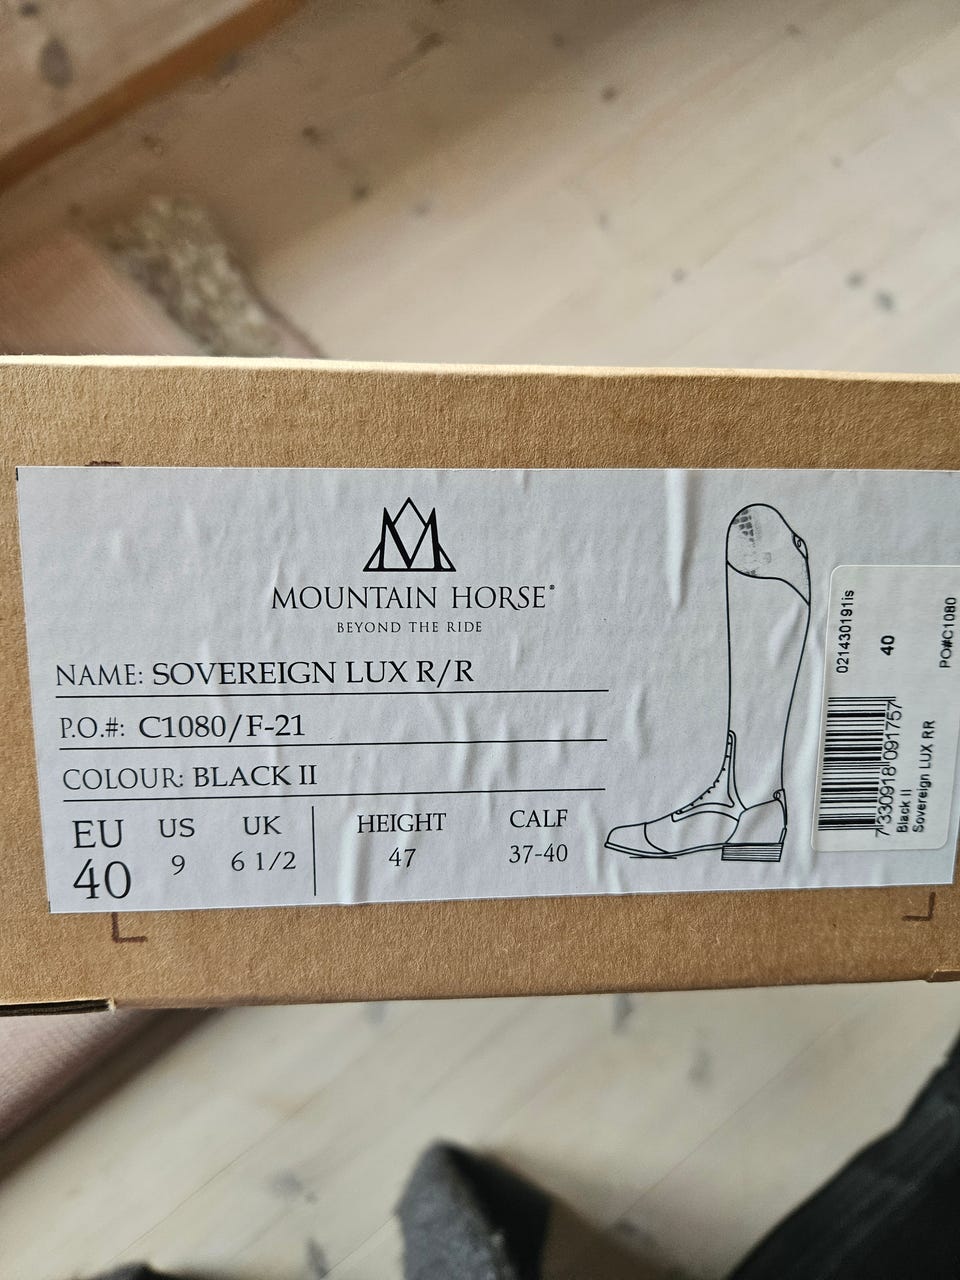 MOUNTAIN HORSE®
BEYOND THE RIDE
NAME: SOVEREIGN LUX R/R
P.O.#: C1080/F-21
COLOUR: BLACK II
EU US UK HEIGHT CALF
40 9 6 1/2 47 37-40
021430191is
40
PO#C1080
7330918091757
Black II
Sovereign LUX RR